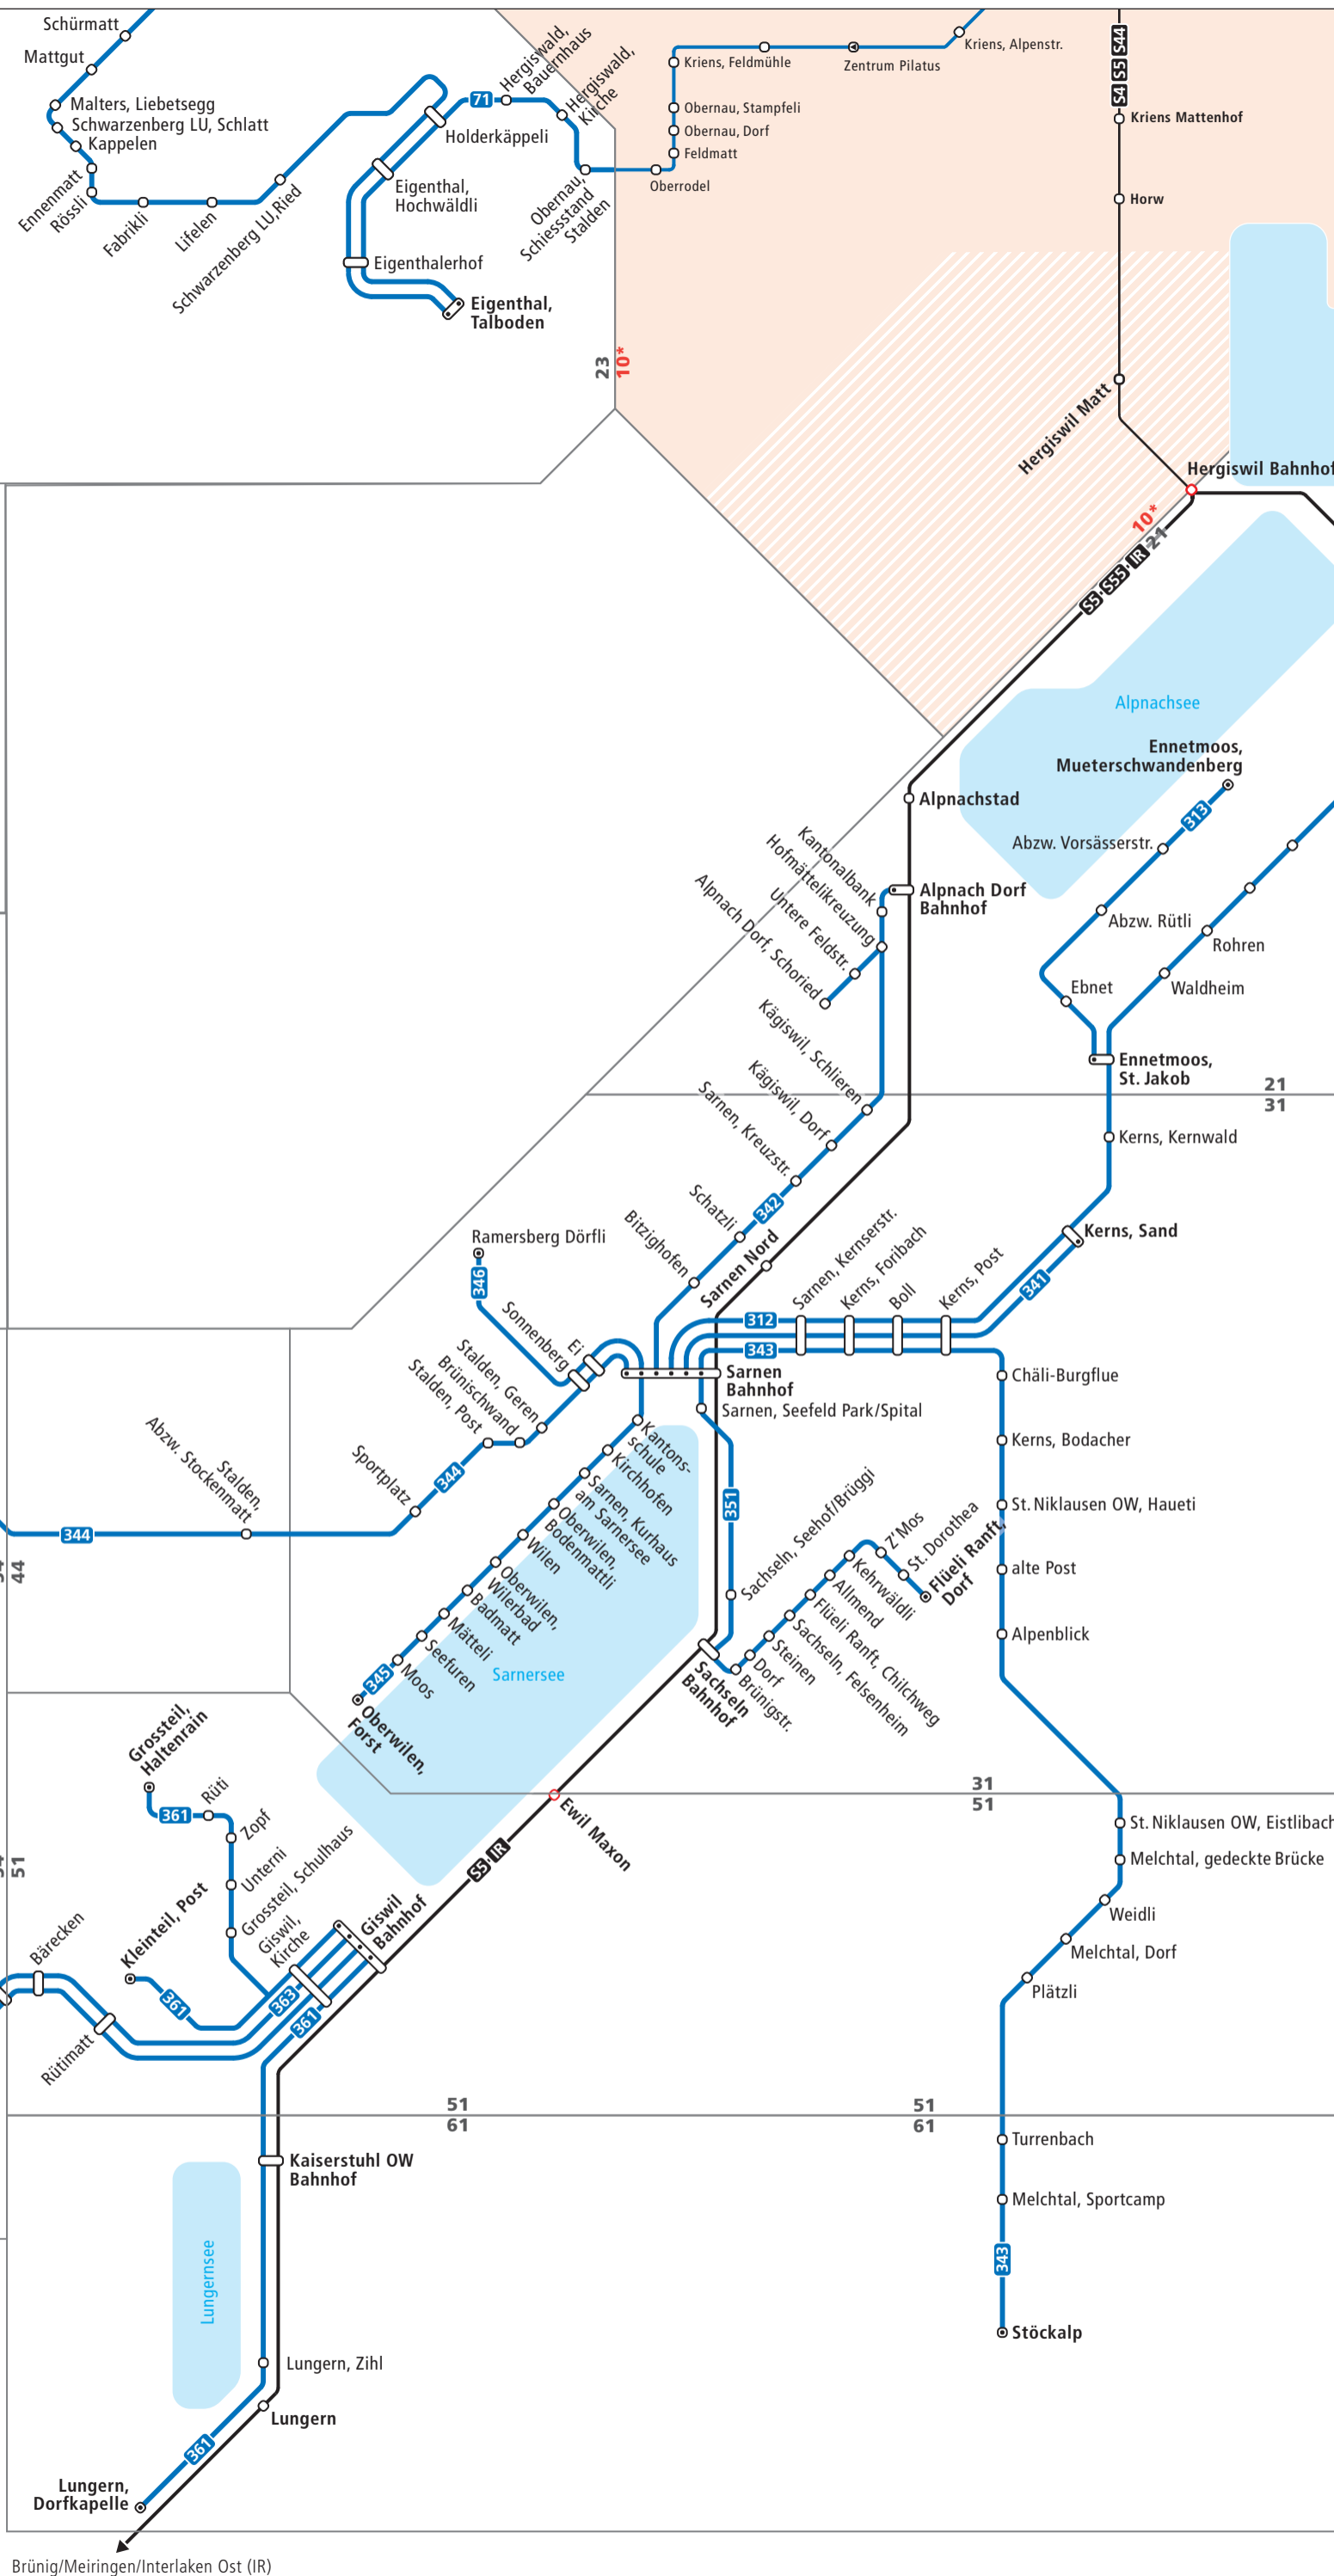 Schürmatt
Mattgut
Malters, Liebetsegg
Schwarzenberg LU, Schlatt
Kappelen
Ennenmatt
Rössli
Fabrikli
Lifelen
Schwarzenberg LU,Ried
71
Hergiswald,
Bauernhaus
Hergiswald,
Kirche
Holderkäppeli
Eigenthal,
Hochwäldli
Eigenthalerhof
Eigenthal,
Talboden
Obernau,
Schiessstand
Stalden
Kriens, Feldmühle
Zentrum Pilatus
Kriens, Alpenstr.
Obernau, Stampfeli
Obernau, Dorf
Feldmatt
Oberrodel
S4 S5 S44
Kriens Mattenhof
Horw
23
10*
Hergiswil Matt
Hergiswil Bahnhof
10*
21
S5 S55 IR
Alpnachsee
Ennetmoos,
Mueterschwandenberg
313
Alpnachstad
Abzw. Vorsässerstr.
Kantonalbank
Hofmättelikreuzung
Untere Feldstr.
Alpnach Dorf, Schoried
Alpnach Dorf
Bahnhof
Abzw. Rütli
Rohren
Ebnet
Waldheim
Ennetmoos,
St. Jakob
21
31
Kägiswil, Schlieren
Kägiswil, Dorf
Sarnen, Kreuzstr.
342
Schatzli
Bitzighofen
Sarnen Nord
Kerns, Kernwald
Kerns, Sand
341
Ramersberg Dörfli
346
Sonnenberg
Ei
Sarnen, Kernserstr.
Kerns, Foribach
Boll
Kerns, Post
312
343
Stalden, Geren
Brünischwand
Stalden, Post
Sarnen
Bahnhof
Sarnen, Seefeld Park/Spital
Chäli-Burgflue
Kerns, Bodacher
St. Niklausen OW, Haueti
alte Post
Alpenblick
Stalden,
Abzw. Stockenmatt
Sportplatz
344
344
44
Kantons-
schule
Kirchhofen
Sarnen, Kurhaus
am Sarnersee
Oberwilen,
Bodenmattli
Wilen
Oberwilen,
Wilerbad
Badmatt
Mätteli
Seefuren
Moos
345
Oberwilen,
Forst
Sarnersee
351
Sachseln, Seehof/Brüggi
Z’Mos
St. Dorothea
Flüeli Ranft,
Dorf
Kehrwäldli
Allmend
Flüeli Ranft, Chilchweg
Sachseln, Felsenheim
Steinen
Dorf
Brünigstr.
Sachseln
Bahnhof
Grossteil,
Haltenrain
361
Rüti
Zopf
Unterni
Grossteil, Schulhaus
Ewil Maxon
31
51
St. Niklausen OW, Eistlibach
Melchtal, gedeckte Brücke
Weidli
Melchtal, Dorf
Plätzli
51
S5 IR
Giswil
Bahnhof
Giswil,
Kirche
Kleinteil, Post
361
363
361
Bärecken
Rütimatt
51
61
51
61
Kaiserstuhl OW
Bahnhof
Turrenbach
Melchtal, Sportcamp
343
Stöckalp
Lungernsee
Lungern, Zihl
Lungern
361
Lungern,
Dorfkapelle
Brünig/Meiringen/Interlaken Ost (IR)